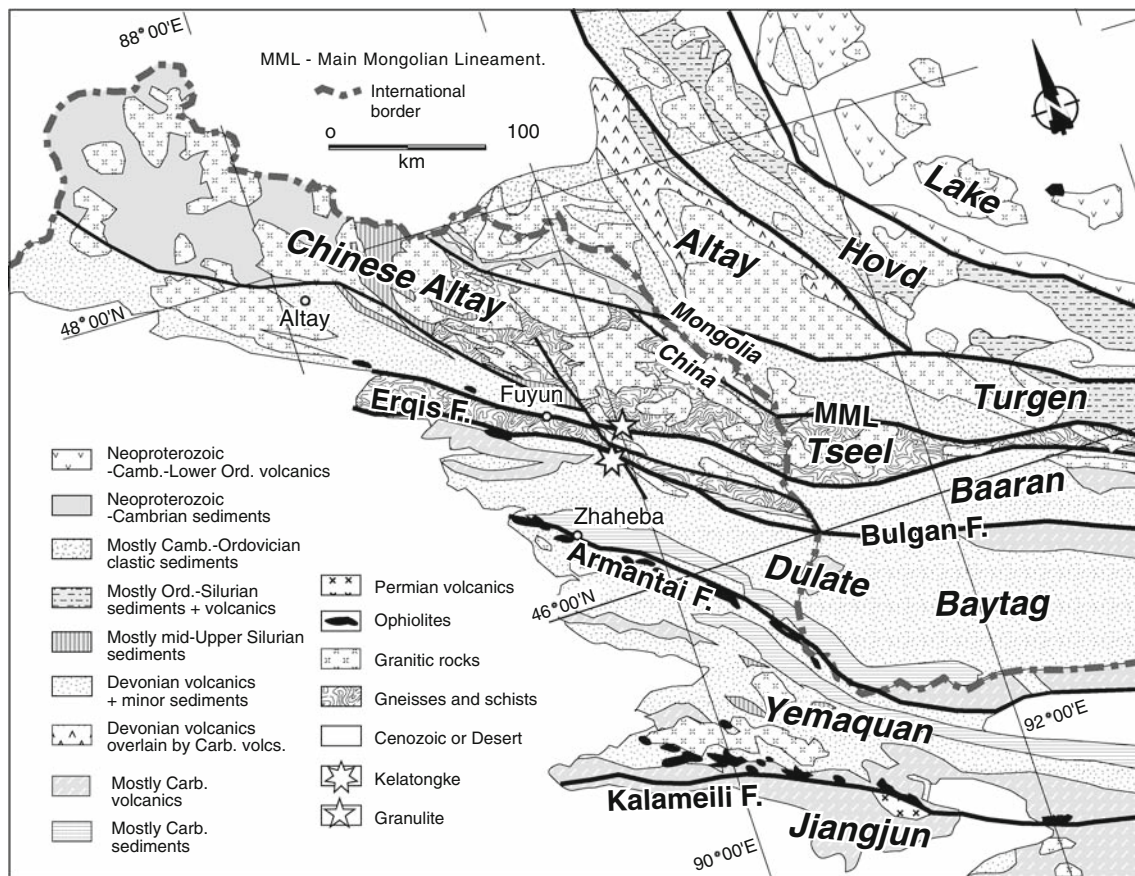 88°00'E
MML - Main Mongolian Lineament.
International
border
o
100
km
N
Lake
Hovd
Altay
Chinese Altay
Mongolia
China
48°00'N
Altay
Turgen
MML
Fuyun
Erqis F.
Tseel
Baaran
Bulgan F.
Zhaheba
Armantai F.
Dulate
Baytag
46°00'N
Yemaquan
92°00'E
Kalameili F.
Jiangjun
90°00'E
Neoproterozoic
-Camb.-Lower Ord. volcanics
Neoproterozoic
-Cambrian sediments
Mostly Camb.-Ordovician
clastic sediments
Mostly Ord.-Silurian
sediments + volcanics
Mostly mid-Upper Silurian
sediments
Devonian volcanics
+ minor sediments
Devonian volcanics
overlain by Carb. volcs.
Mostly Carb.
volcanics
Mostly Carb.
sediments
Permian volcanics
Ophiolites
Granitic rocks
Gneisses and schists
Cenozoic or Desert
Kelatongke
Granulite